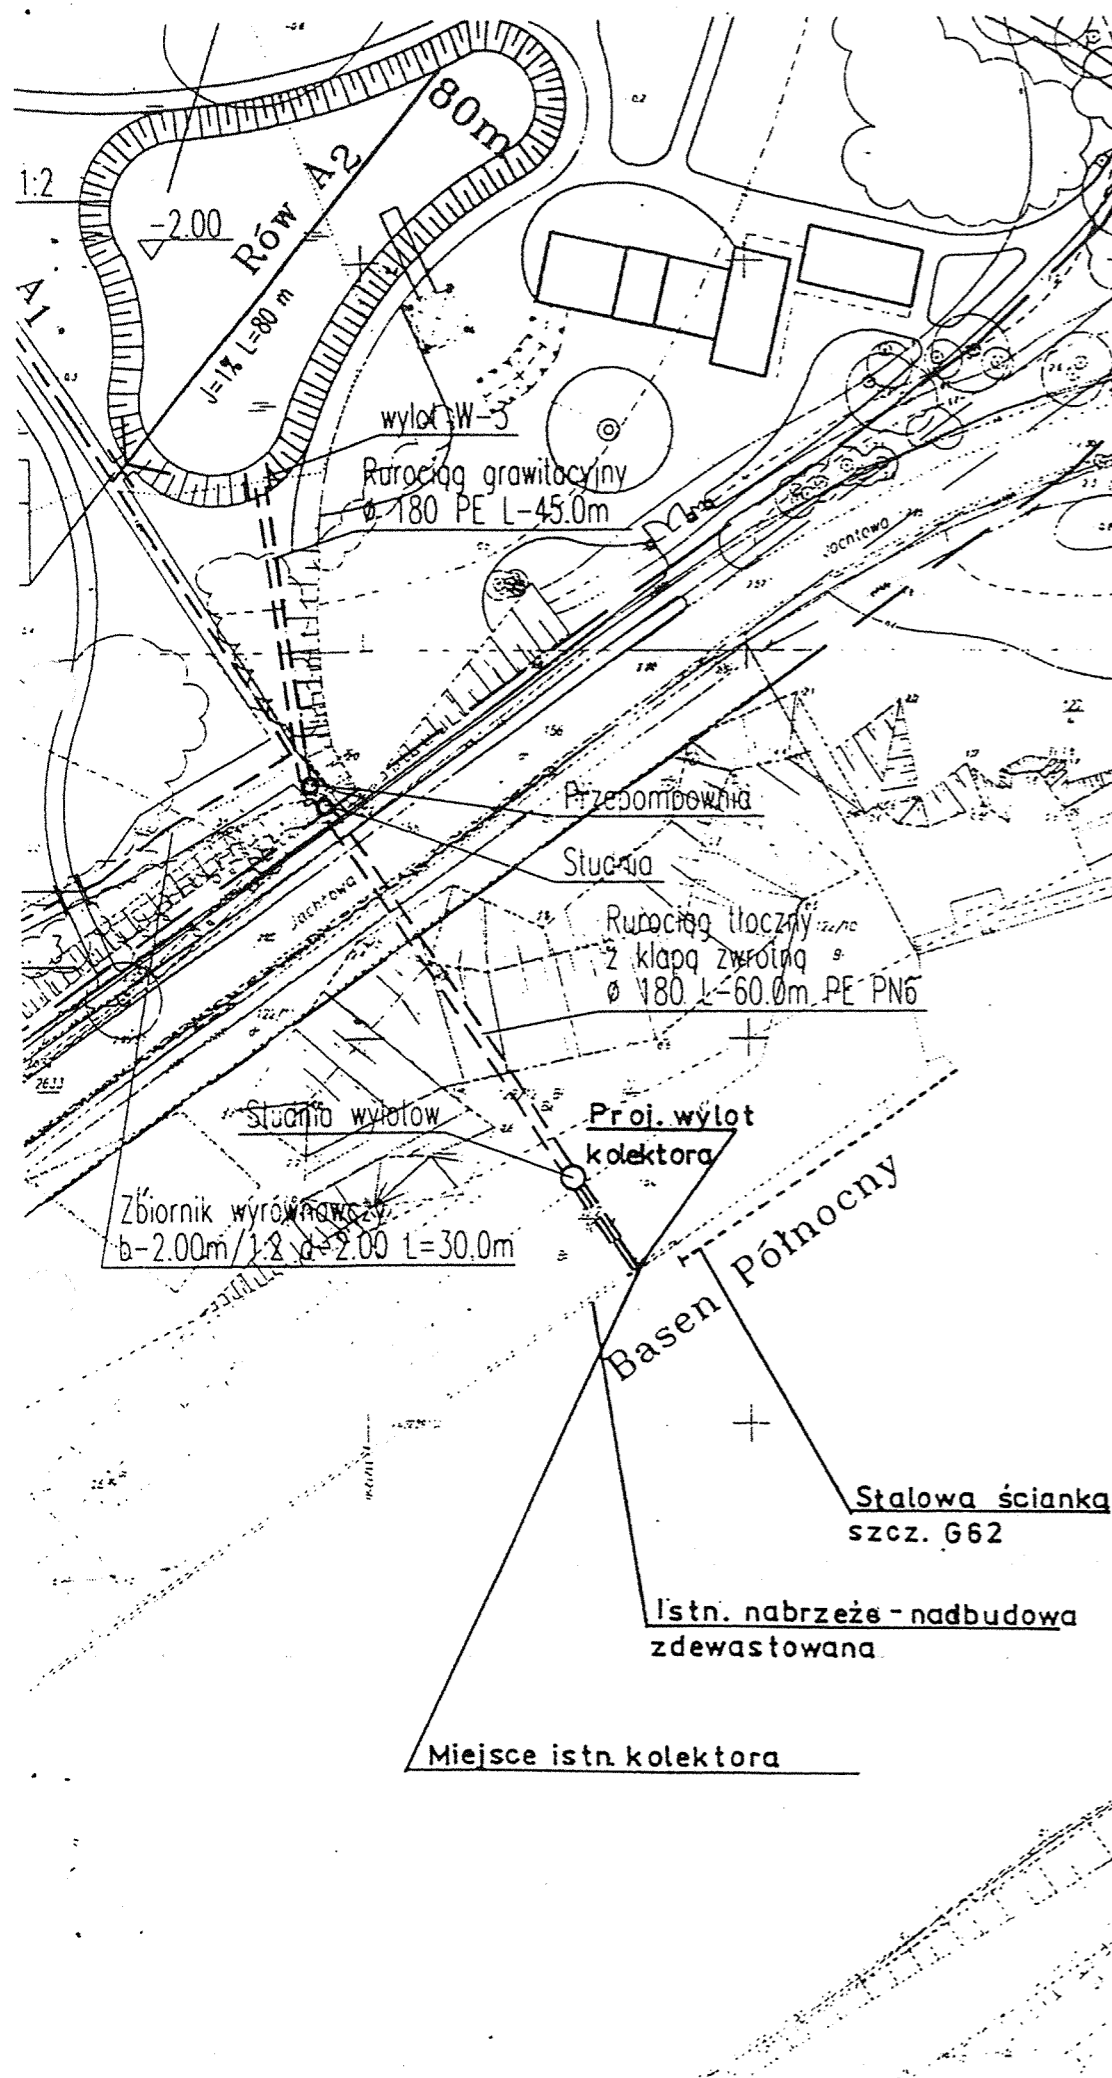 80m
Rów A2
1:2
-2.00
A1
J=1% L=80 m
wylot W-3
Rurociąg grawitacyjny
ø 180 PE L-45.0m
Jachtowa
Przepompownia
Studnia
Jachtowa
Rurociąg tłoczny
z klapą zwrotną
ø 180 L-60.0m PE PN6
2633
Studnia wylotów
Proj. wylot
kolektora
Zbiornik wyrównawczy
b-2.00m/1:2 d-2.00 L=30.0m
Basen Północny
Stalowa ścianka
szcz. G62
Istn. nabrzeże - nadbudowa
zdewastowana
Miejsce istn. kolektora